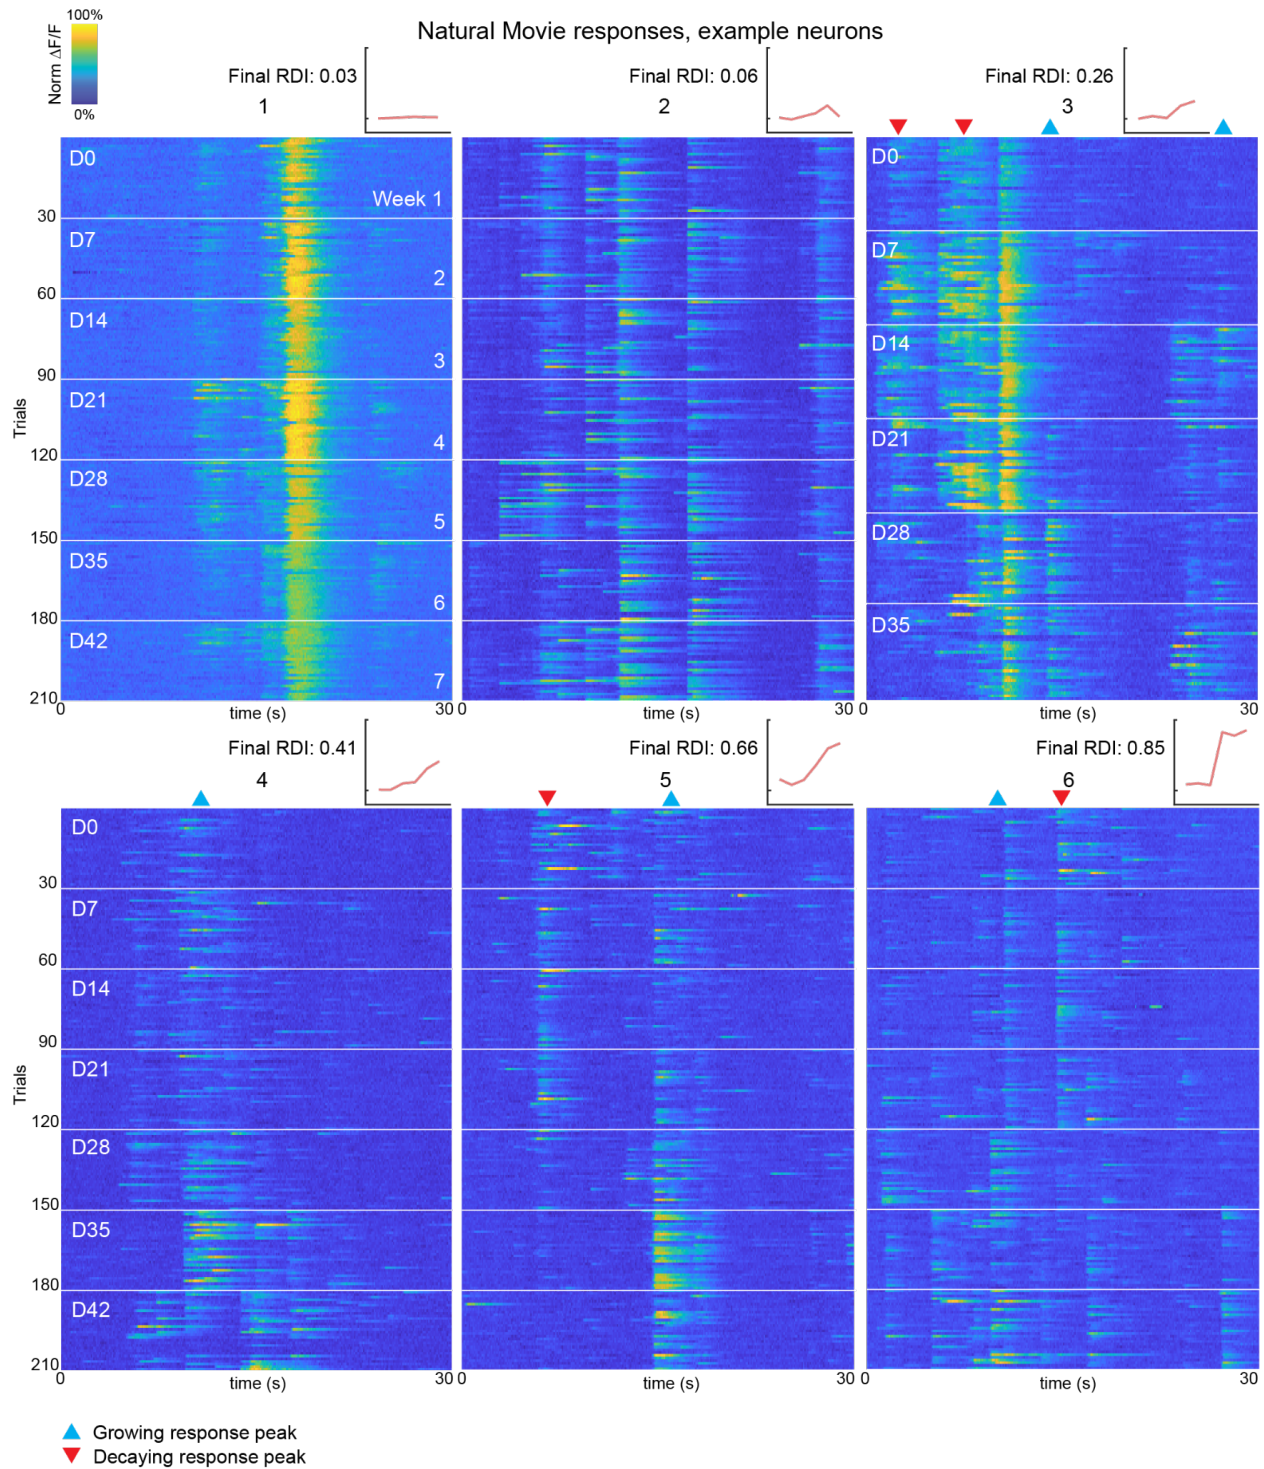 100%
Norm ΔF/F
0%
Natural Movie responses, example neurons
Final RDI: 0.03
1
Final RDI: 0.06
2
Final RDI: 0.26
3
Trials
D0
Week 1
30
D7
2
60
D14
3
90
D21
4
120
D28
5
150
D35
6
180
D42
7
210
0 time (s) 30
time (s) 30
D0
D7
D14
D21
D28
D35
0 time (s) 30
Final RDI: 0.41
4
Final RDI: 0.66
5
Final RDI: 0.85
6
Trials
D0
30
D7
60
D14
90
D21
120
D28
150
D35
180
D42
210
0 time (s) 30
time (s) 30
0 time (s) 30
Growing response peak
Decaying response peak